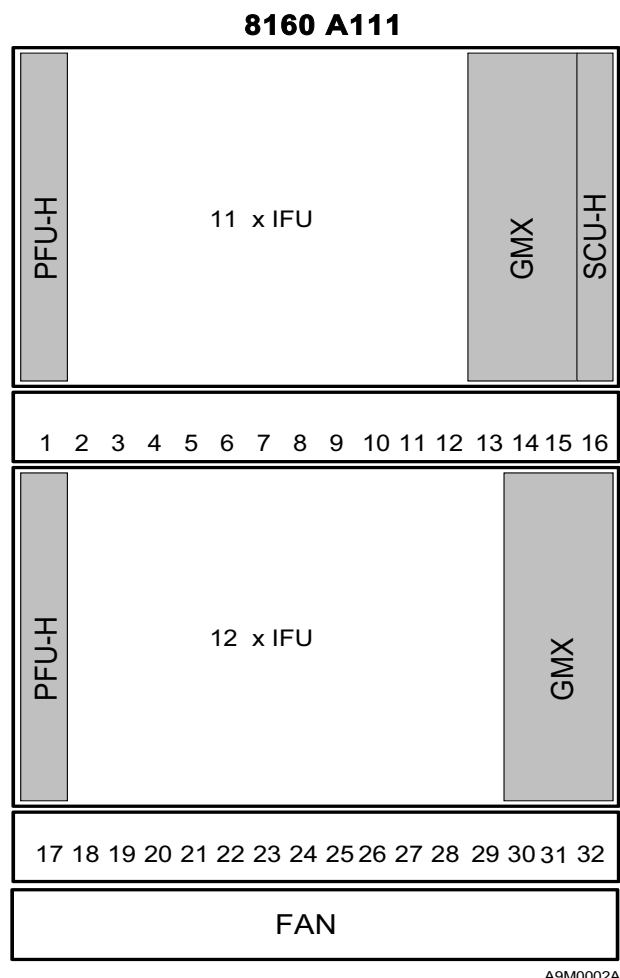 8160 A111
PFU-H
11 x IFU
GMX
SCU-H
1 2 3 4 5 6 7 8 9 10 11 12 13 14 15 16
PFU-H
12 x IFU
GMX
17 18 19 20 21 22 23 24 25 26 27 28 29 30 31 32
FAN
A9M0002A